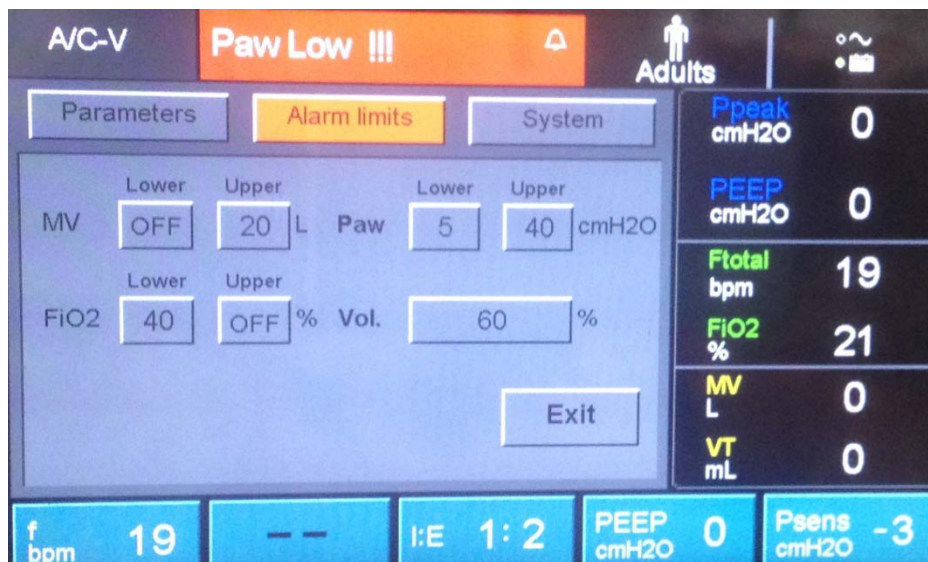 A/C-V Paw Low !!! Adults
Parameters Alarm limits System
Lower Upper Lower Upper
MV OFF 20 L Paw 5 40 cmH2O
Lower Upper
FiO2 40 OFF % Vol. 60 %
Exit
Ppeak 0
cmH2O
PEEP 0
cmH2O
Ftotal 19
bpm
FiO2 21
%
MV 0
L
VT 0
mL
f 19
bpm
-- 
I:E 1:2
PEEP 0
cmH2O
Psens -3
cmH2O